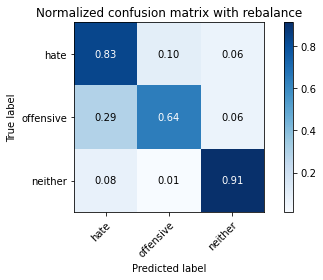 Normalized confusion matrix with rebalance
True label
hate 0.83 0.10 0.06
offensive 0.29 0.64 0.06
neither 0.08 0.01 0.91
hate offensive neither
Predicted label
0.8
0.6
0.4
0.2